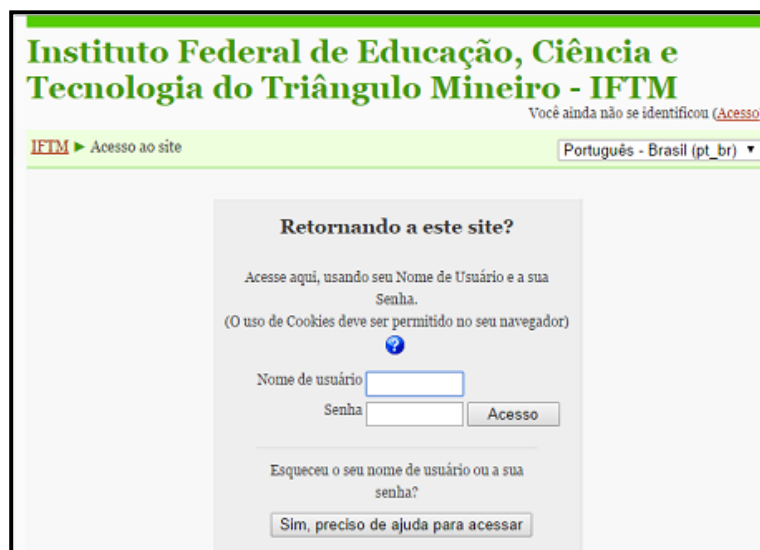 Instituto Federal de Educação, Ciência e
Tecnologia do Triângulo Mineiro - IFTM
Você ainda não se identificou (Acesso)
IFTM ► Acesso ao site
Português - Brasil (pt_br) ▼
Retornando a este site?
Acesse aqui, usando seu Nome de Usuário e a sua
Senha.
(O uso de Cookies deve ser permitido no seu navegador)
?
Nome de usuário
Senha
Acesso
Esqueceu o seu nome de usuário ou a sua
senha?
Sim, preciso de ajuda para acessar